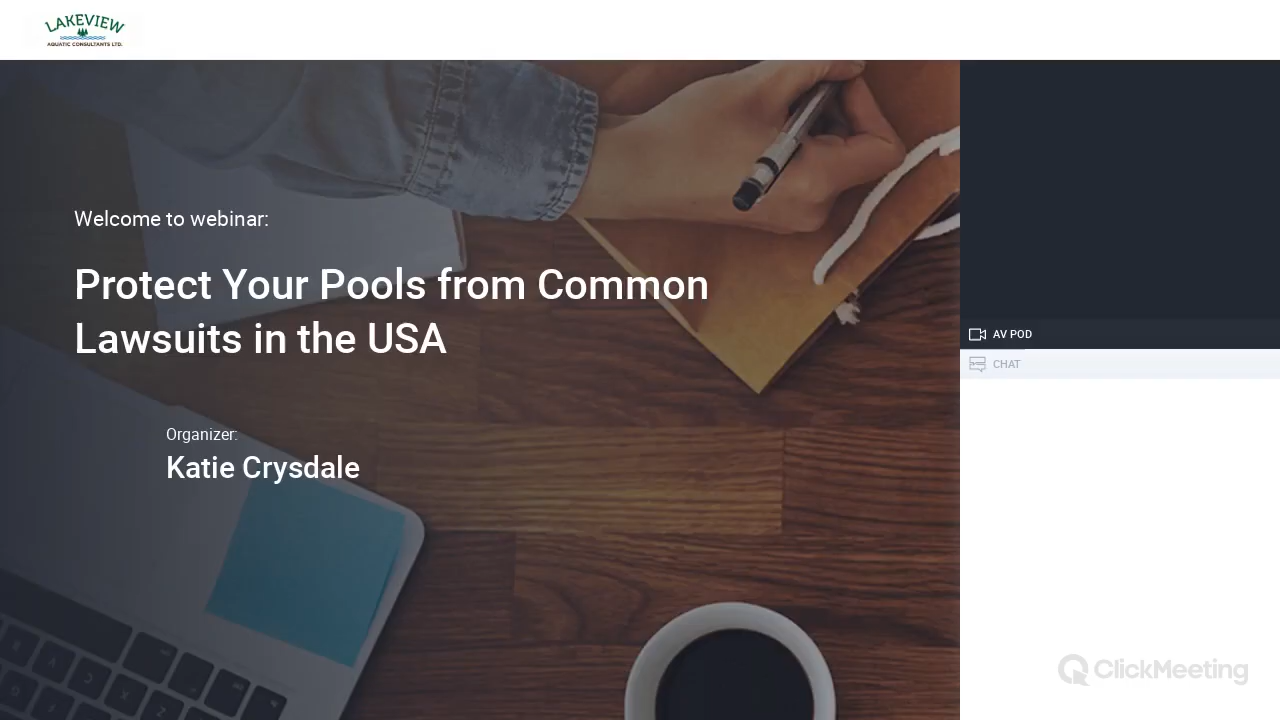 LAKEVIEW
AQUATIC CONSULTANTS LTD.
Welcome to webinar:
Protect Your Pools from Common
Lawsuits in the USA
Organizer:
Katie Crysdale
AV POD
CHAT
ClickMeeting